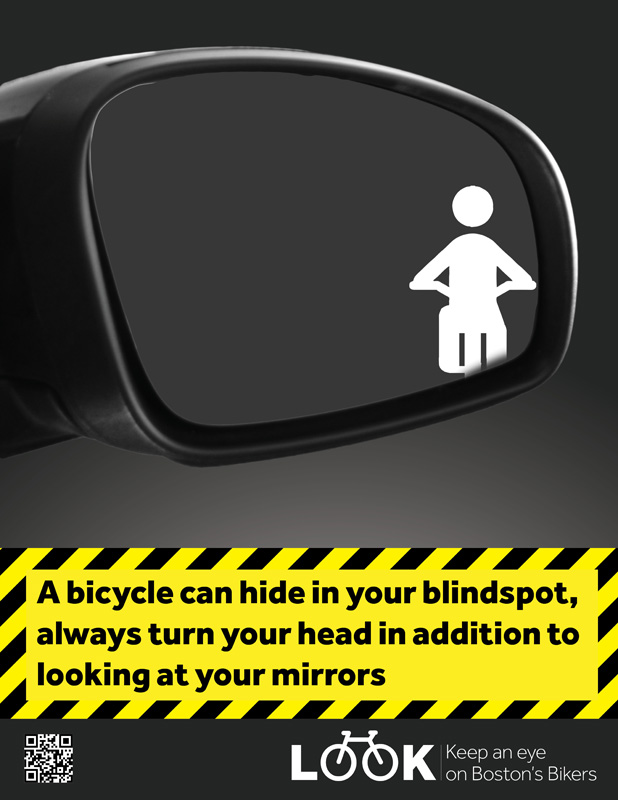 A bicycle can hide in your blindspot,
always turn your head in addition to
looking at your mirrors
LOOK
Keep an eye
on Boston's Bikers